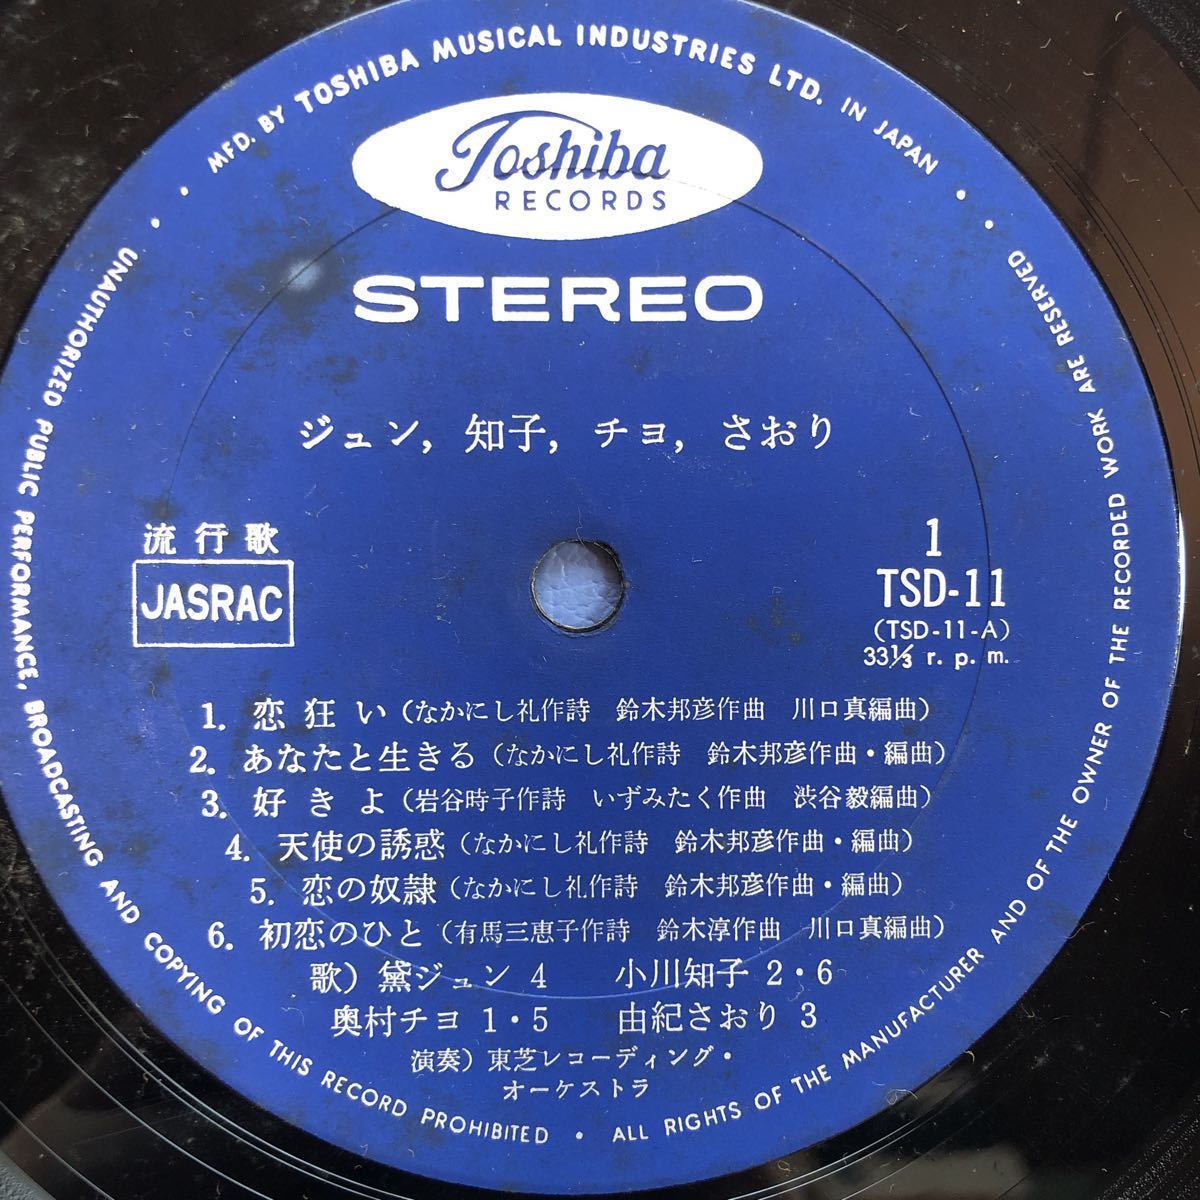 MFD. BY TOSHIBA MUSICAL INDUSTRIES LTD. IN JAPAN
Toshiba
RECORDS
STEREO
ジュン, 知子, チヨ, さおり
流行歌
JASRAC
1
TSD-11
(TSD-11-A)
33⅓ r. p. m.
1. 恋狂い(なかにし礼作詩 鈴木邦彦作曲 川口真編曲)
2. あなたと生きる(なかにし礼作詩 鈴木邦彦作曲・編曲)
3. 好きよ(岩谷時子作詩 いずみたく作曲 渋谷毅編曲)
4. 天使の誘惑(なかにし礼作詩 鈴木邦彦作曲・編曲)
5. 恋の奴隷(なかにし礼作詩 鈴木邦彦作曲・編曲)
6. 初恋のひと(有馬三恵子作詩 鈴木淳作曲 川口真編曲)
歌) 黛ジュン 4 小川知子 2・6
奥村チヨ 1・5 由紀さおり 3
演奏) 東芝レコーディング・
オーケストラ
UNAUTHORIZED PUBLIC PERFORMANCE, BROADCASTING AND COPYING OF THIS RECORD PROHIBITED • ALL RIGHTS OF THE MANUFACTURER AND OF THE OWNER OF THE RECORDED WORK ARE RESERVED